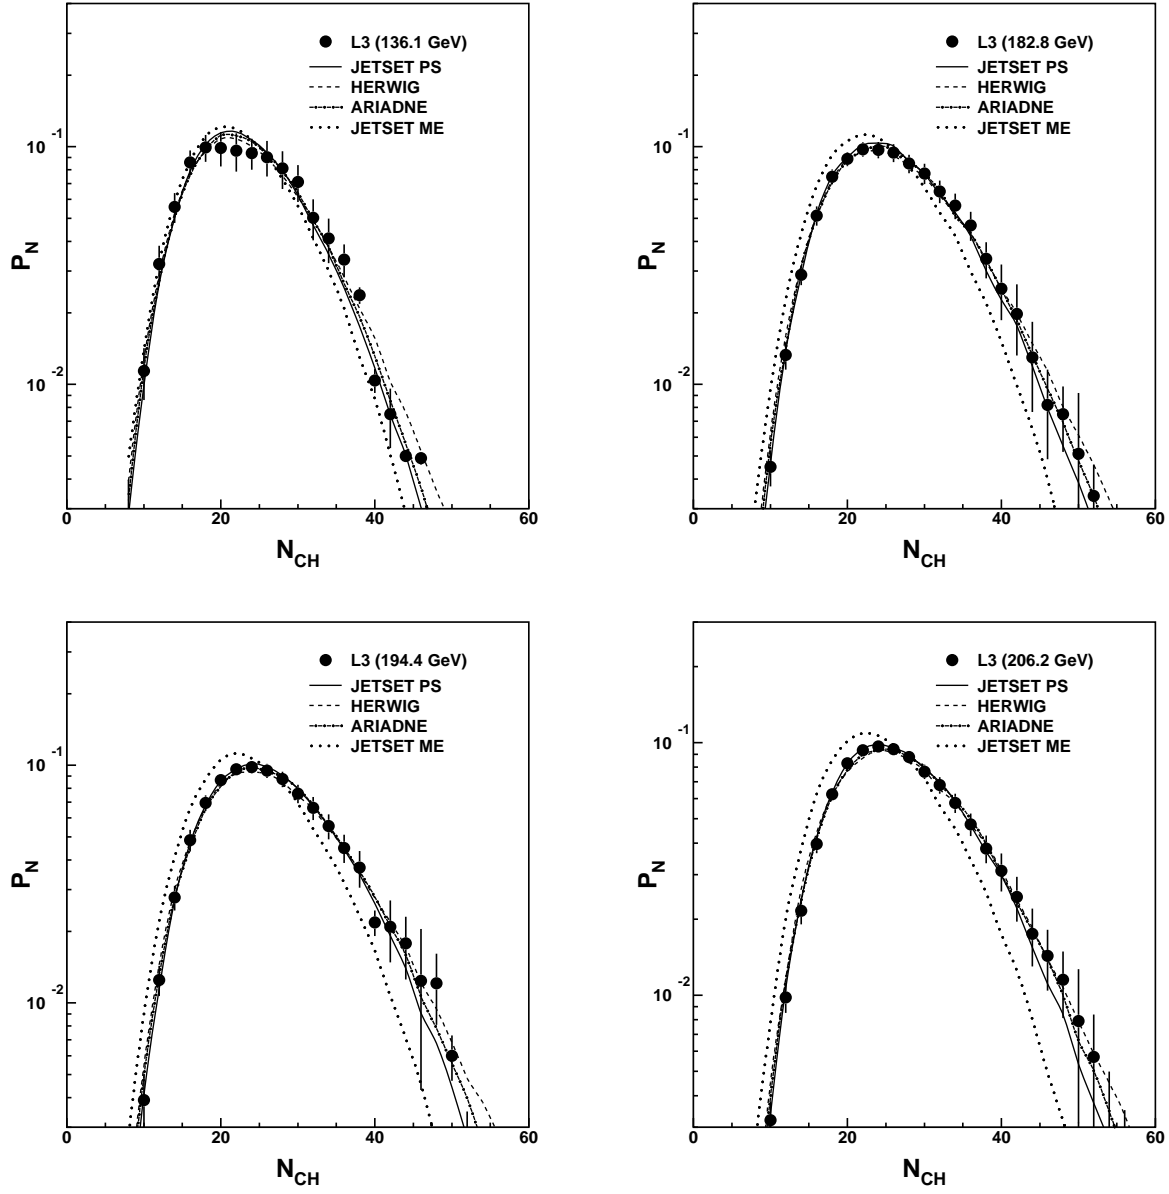 L3 (136.1 GeV)
JETSET PS
HERWIG
ARIADNE
JETSET ME
10 -1
10 -2
0 20 40 60
P_N
N_CH
L3 (182.8 GeV)
JETSET PS
HERWIG
ARIADNE
JETSET ME
10 -1
10 -2
0 20 40 60
P_N
N_CH
L3 (194.4 GeV)
JETSET PS
HERWIG
ARIADNE
JETSET ME
10 -1
10 -2
0 20 40 60
P_N
N_CH
L3 (206.2 GeV)
JETSET PS
HERWIG
ARIADNE
JETSET ME
10 -1
10 -2
0 20 40 60
P_N
N_CH